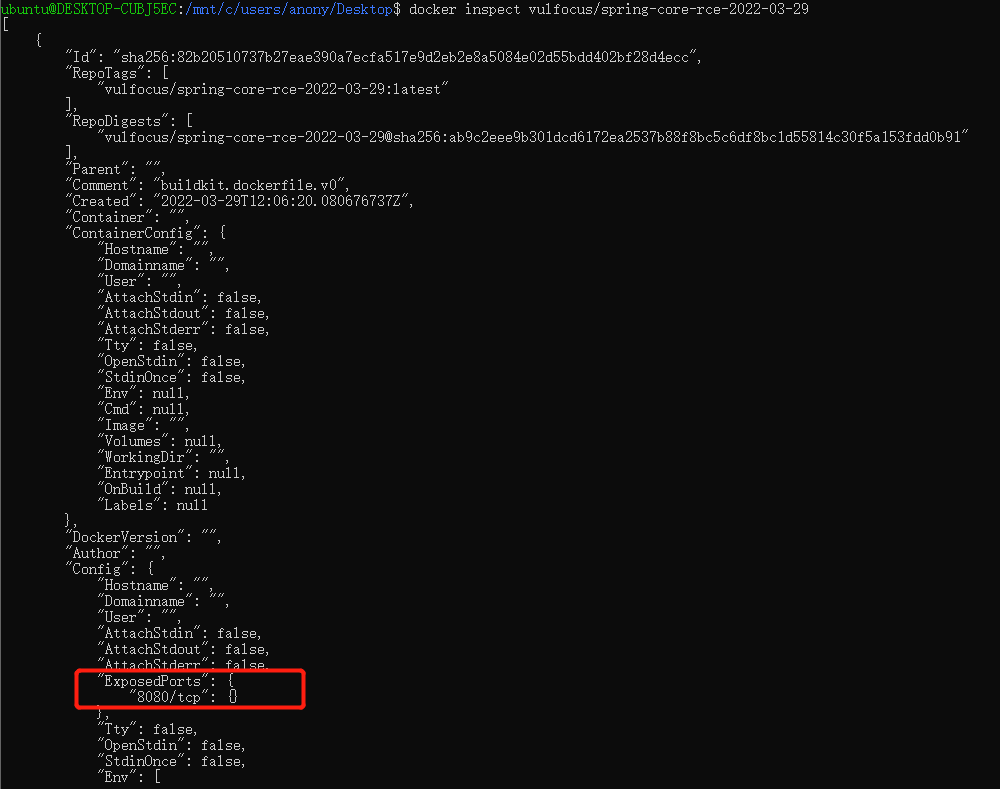 ubuntu@DESKTOP-CUBJ5EC:/mnt/c/users/anony/Desktop$ docker inspect vulfocus/spring-core-rce-2022-03-29
[
    {
        "Id": "sha256:82b20510737b27eae390a7ecfa517e9d2eb2e8a5084e02d55bdd402bf28d4ecc",
        "RepoTags": [
            "vulfocus/spring-core-rce-2022-03-29:latest"
        ],
        "RepoDigests": [
            "vulfocus/spring-core-rce-2022-03-29@sha256:ab9c2eee9b301dcd6172ea2537b88f8bc5c6df8bc1d55814c30f5a153fdd0b91"
        ],
        "Parent": "",
        "Comment": "buildkit.dockerfile.v0",
        "Created": "2022-03-29T12:06:20.080676737Z",
        "Container": "",
        "ContainerConfig": {
            "Hostname": "",
            "Domainname": "",
            "User": "",
            "AttachStdin": false,
            "AttachStdout": false,
            "AttachStderr": false,
            "Tty": false,
            "OpenStdin": false,
            "StdinOnce": false,
            "Env": null,
            "Cmd": null,
            "Image": "",
            "Volumes": null,
            "WorkingDir": "",
            "Entrypoint": null,
            "OnBuild": null,
            "Labels": null
        },
        "DockerVersion": "",
        "Author": "",
        "Config": {
            "Hostname": "",
            "Domainname": "",
            "User": "",
            "AttachStdin": false,
            "AttachStdout": false,
            "AttachStderr": false,
            "ExposedPorts": {
                "8080/tcp": {}
            },
            "Tty": false,
            "OpenStdin": false,
            "StdinOnce": false,
            "Env": [